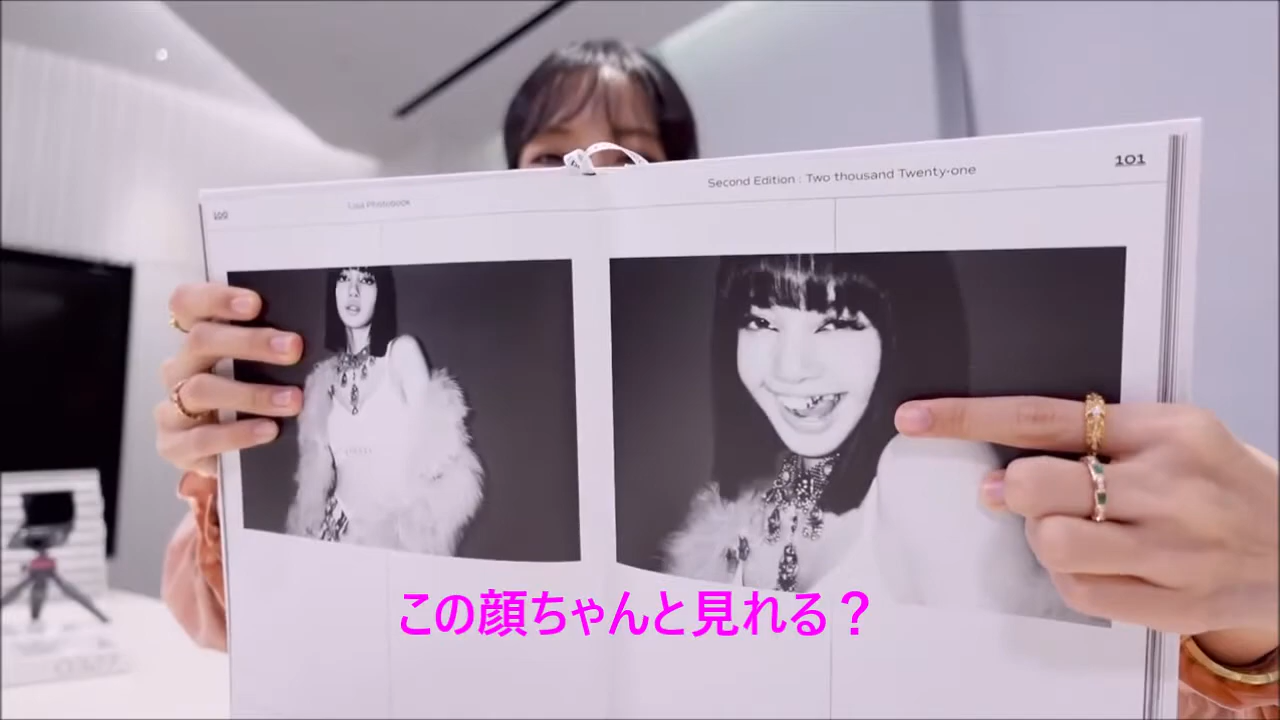 100
Lisa Photobook
Second Edition : Two thousand Twenty-one
101
この顔ちゃんと見れる？